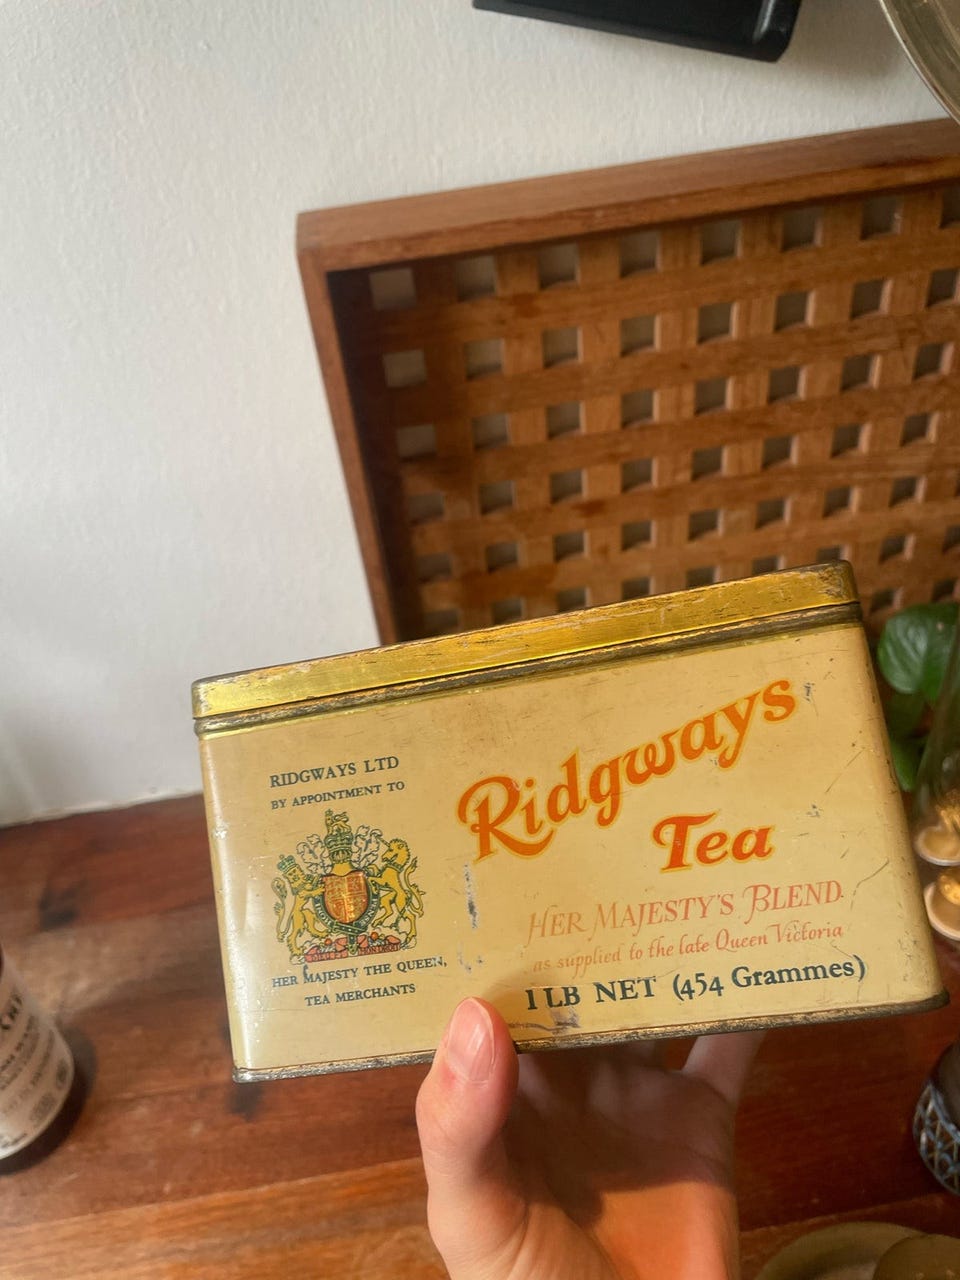 RIDGWAYS LTD
BY APPOINTMENT TO
HER MAJESTY THE QUEEN,
TEA MERCHANTS
Ridgways
Tea
HER MAJESTY'S BLEND.
as supplied to the late Queen Victoria
1 LB NET (454 Grammes)